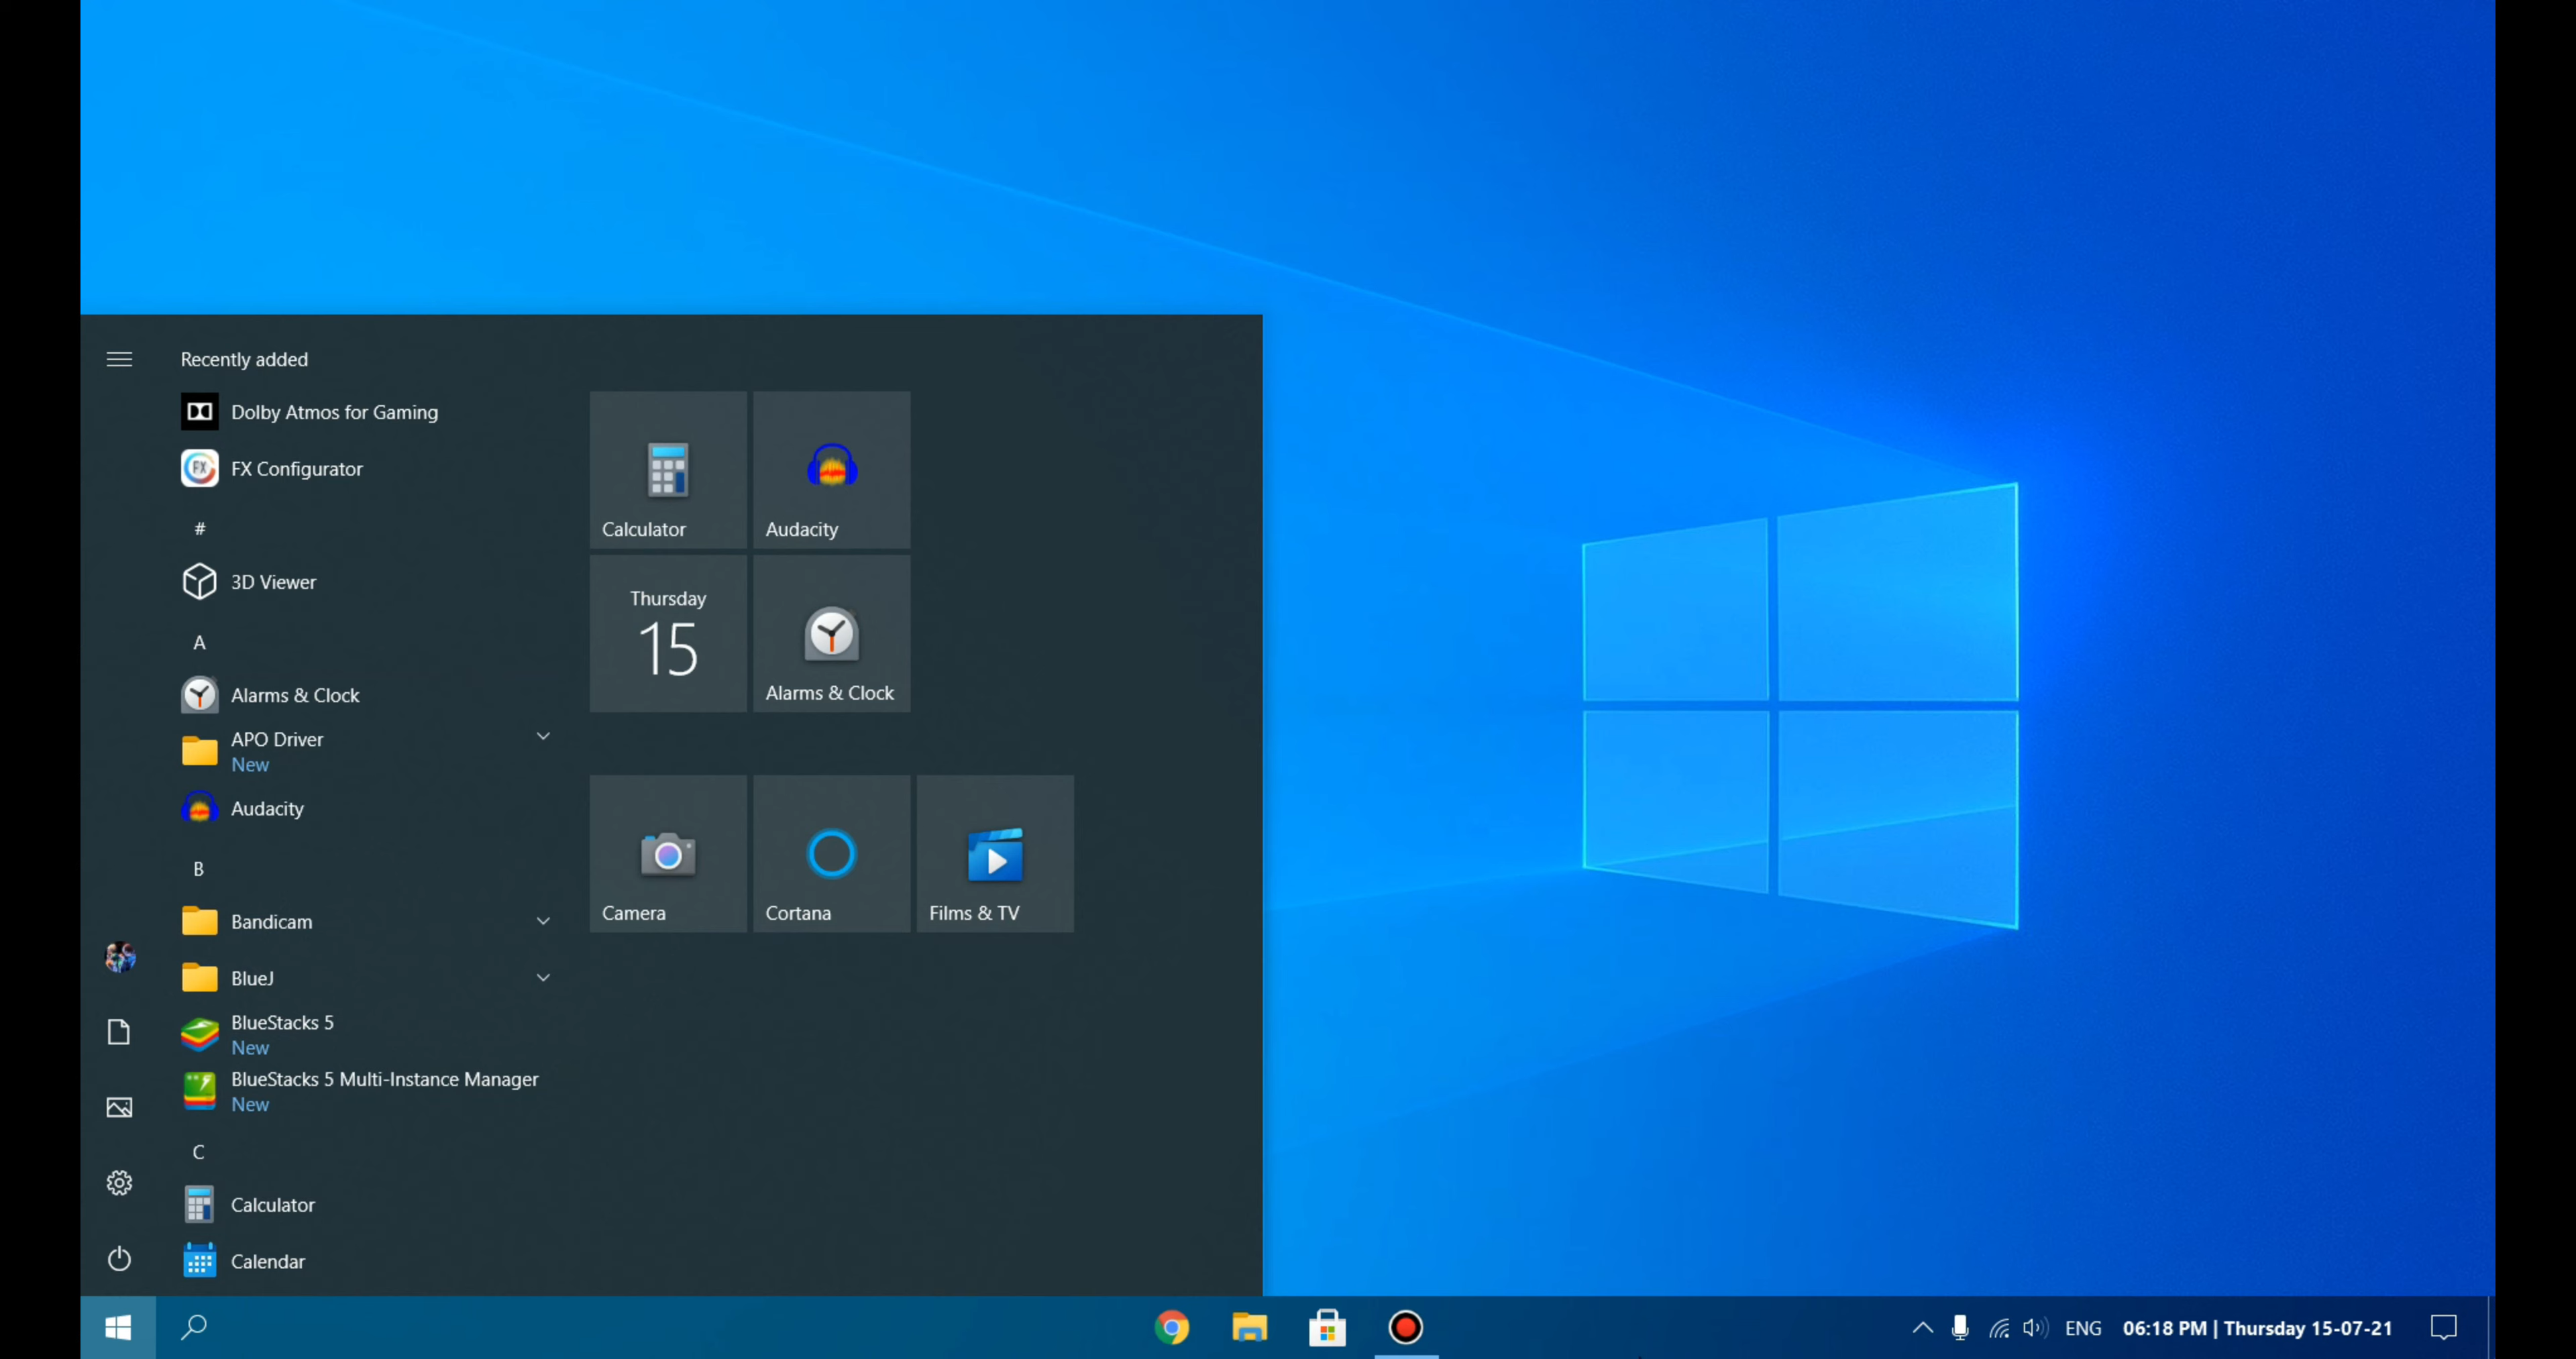 Recently added
Dolby Atmos for Gaming
FX Configurator
#
3D Viewer
A
Alarms & Clock
APO Driver
New
Audacity
B
Bandicam
BlueJ
BlueStacks 5
New
BlueStacks 5 Multi-Instance Manager
New
C
Calculator
Calendar
Calculator
Audacity
Thursday
15
Alarms & Clock
Camera
Cortana
Films & TV
ENG
06:18 PM | Thursday 15-07-21